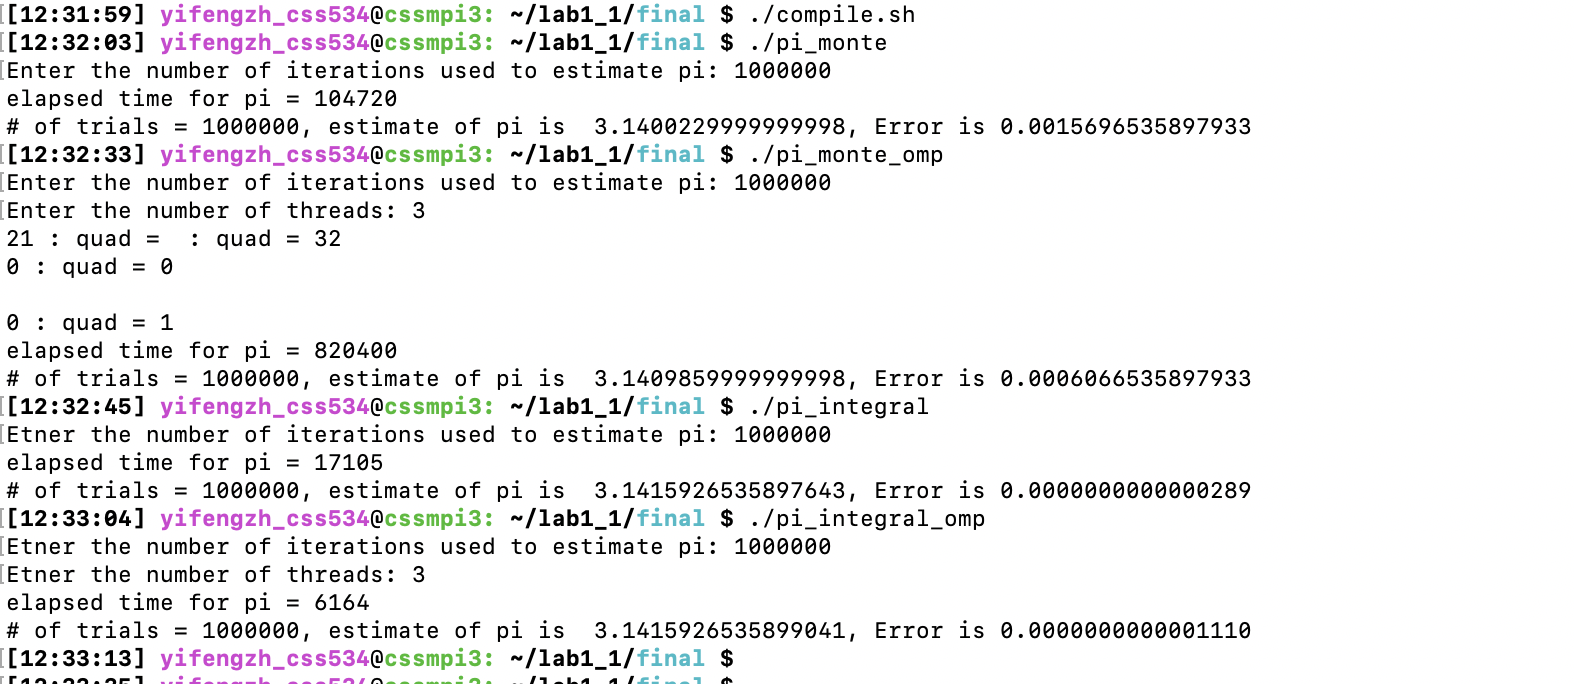 [[12:31:59] yifengzh_css534@cssmpi3: ~/lab1_1/final $ ./compile.sh
[[12:32:03] yifengzh_css534@cssmpi3: ~/lab1_1/final $ ./pi_monte
[Enter the number of iterations used to estimate pi: 1000000
elapsed time for pi = 104720
# of trials = 1000000, estimate of pi is  3.1400229999999998, Error is 0.0015696535897933
[[12:32:33] yifengzh_css534@cssmpi3: ~/lab1_1/final $ ./pi_monte_omp
[Enter the number of iterations used to estimate pi: 1000000
[Enter the number of threads: 3
21 : quad =  : quad = 32
0 : quad = 0
0 : quad = 1
elapsed time for pi = 820400
# of trials = 1000000, estimate of pi is  3.1409859999999998, Error is 0.0006066535897933
[[12:32:45] yifengzh_css534@cssmpi3: ~/lab1_1/final $ ./pi_integral
[Etner the number of iterations used to estimate pi: 1000000
elapsed time for pi = 17105
# of trials = 1000000, estimate of pi is  3.1415926535897643, Error is 0.0000000000000289
[[12:33:04] yifengzh_css534@cssmpi3: ~/lab1_1/final $ ./pi_integral_omp
[Etner the number of iterations used to estimate pi: 1000000
[Etner the number of threads: 3
elapsed time for pi = 6164
# of trials = 1000000, estimate of pi is  3.1415926535899041, Error is 0.0000000000001110
[[12:33:13] yifengzh_css534@cssmpi3: ~/lab1_1/final $